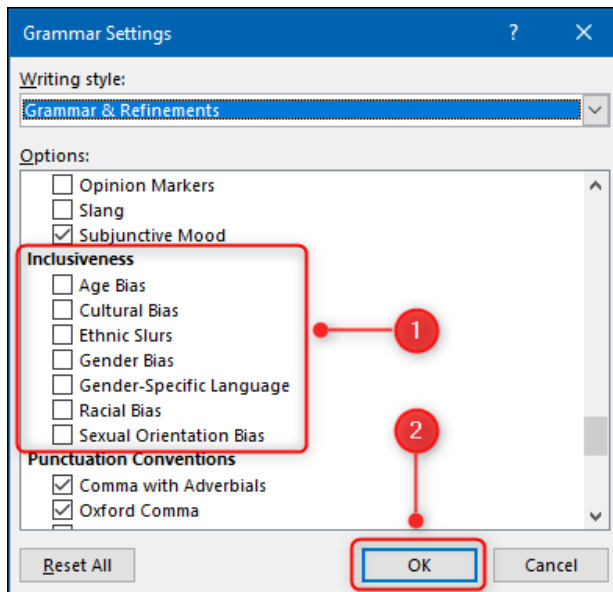 Grammar Settings
Writing style:
Grammar & Refinements
Options:
Opinion Markers
Slang
Subjunctive Mood
Inclusiveness
Age Bias
Cultural Bias
Ethnic Slurs
1
Gender Bias
Gender-Specific Language
Racial Bias
2
Sexual Orientation Bias
Punctuation Conventions
Comma with Adverbials
Oxford Comma
Reset All OK Cancel